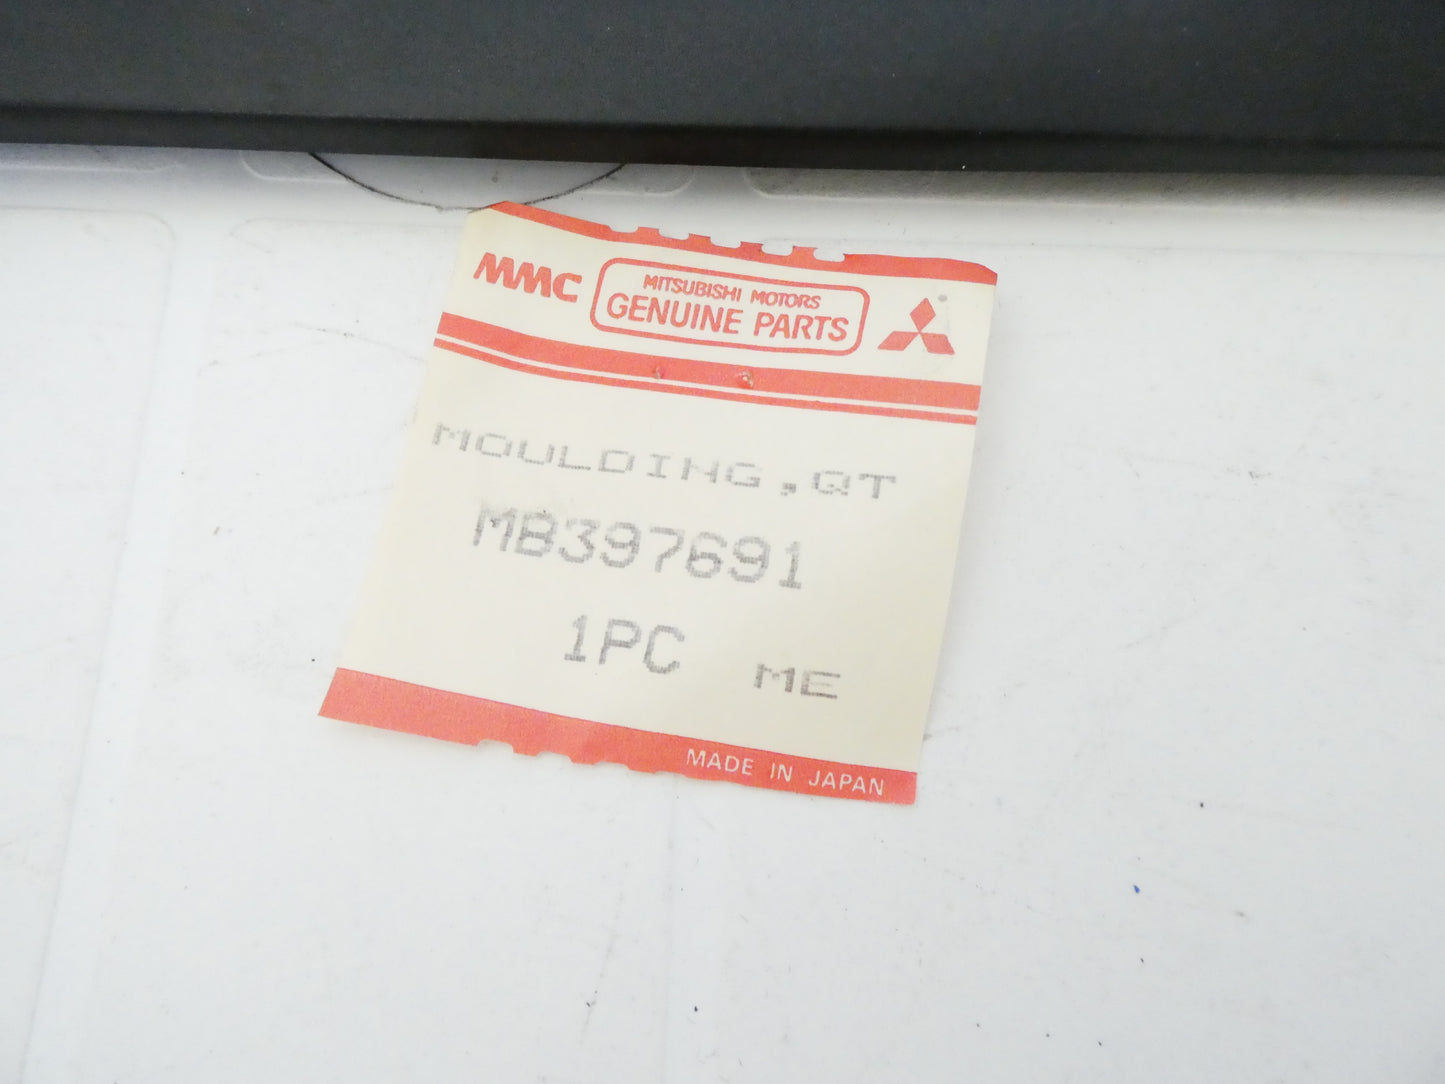 MMC
MITSUBISHI MOTORS
GENUINE PARTS
MOULDING,QT
MB397691
1PC ME
MADE IN JAPAN